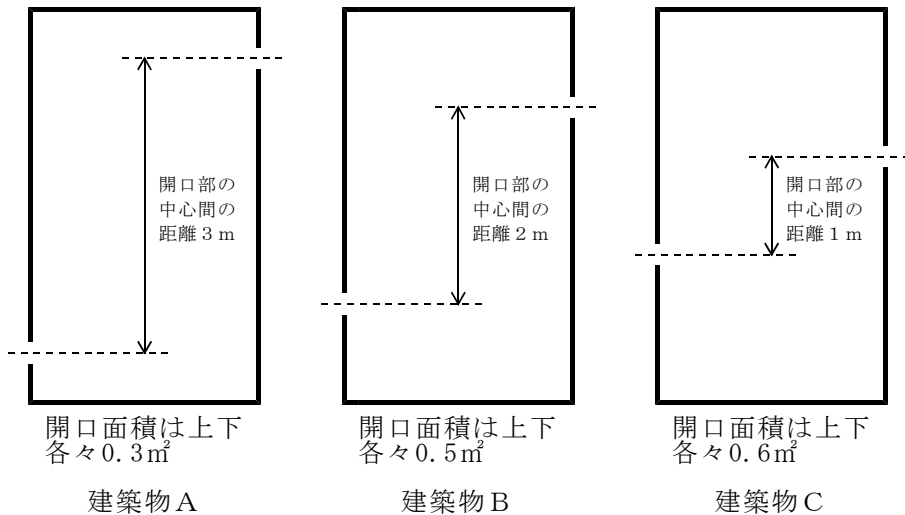 開口部の
中心間の
距離３ｍ
開口面積は上下
各々0.3㎡
建築物Ａ
開口部の
中心間の
距離２ｍ
開口面積は上下
各々0.5㎡
建築物Ｂ
開口部の
中心間の
距離１ｍ
開口面積は上下
各々0.6㎡
建築物Ｃ